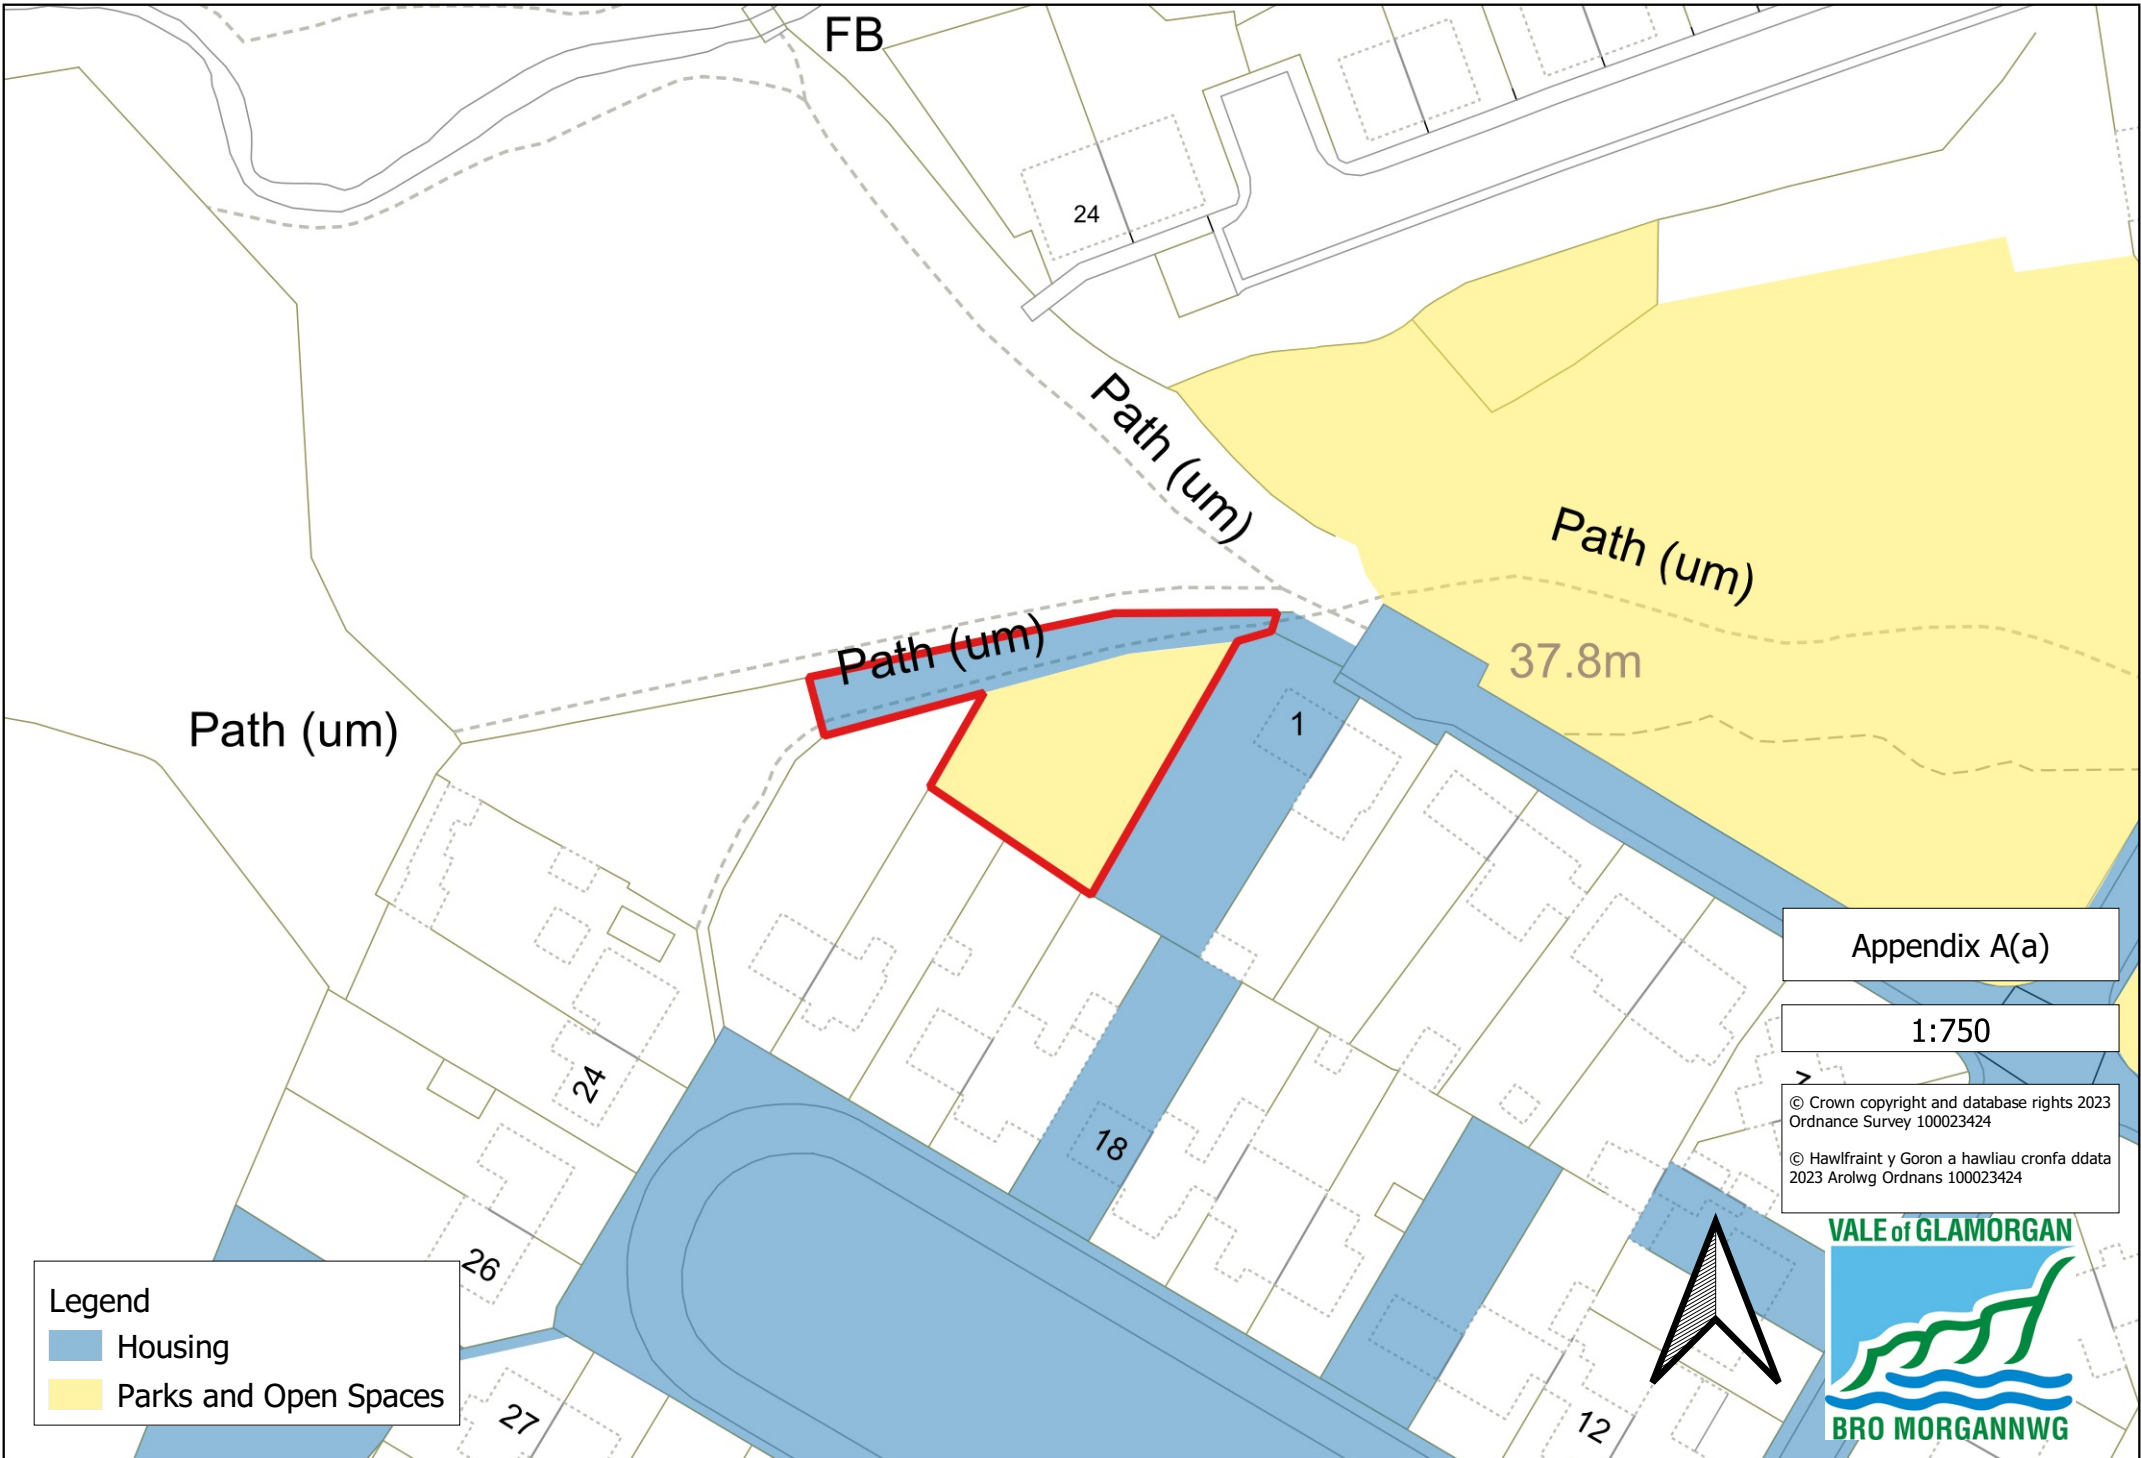 FB
24
Path (um)
Path (um)
37.8m
Path (um)
Path (um)
1
24
18
26
27
12
7
Appendix A(a)
1:750
© Crown copyright and database rights 2023
Ordnance Survey 100023424
© Hawlfraint y Goron a hawliau cronfa ddata
2023 Arolwg Ordnans 100023424
Legend
Housing
Parks and Open Spaces
VALE of GLAMORGAN
BRO MORGANNWG